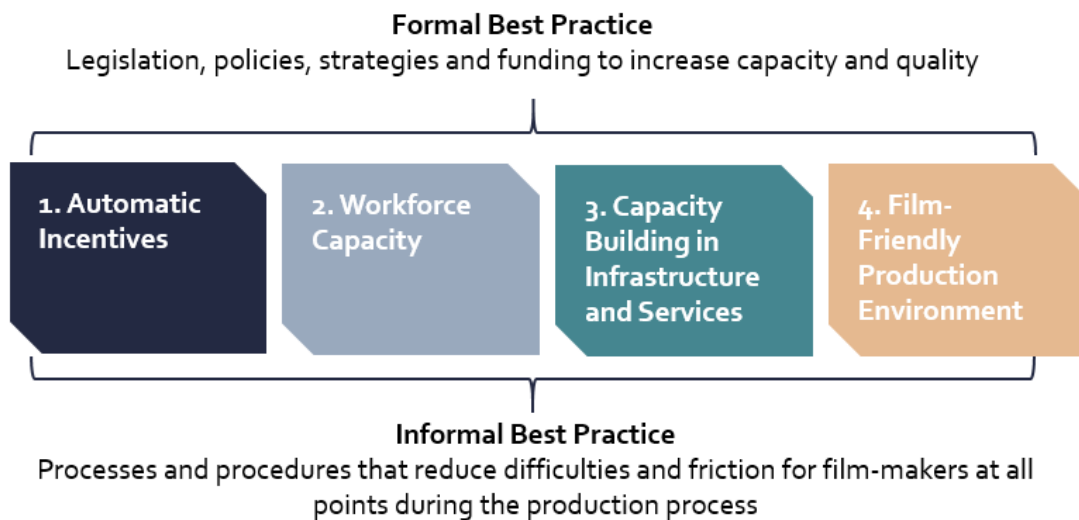 Formal Best Practice
Legislation, policies, strategies and funding to increase capacity and quality
1. Automatic
Incentives
2. Workforce
Capacity
3. Capacity
Building in
Infrastructure
and Services
4. Film-
Friendly
Production
Environment
Informal Best Practice
Processes and procedures that reduce difficulties and friction for film-makers at all
points during the production process